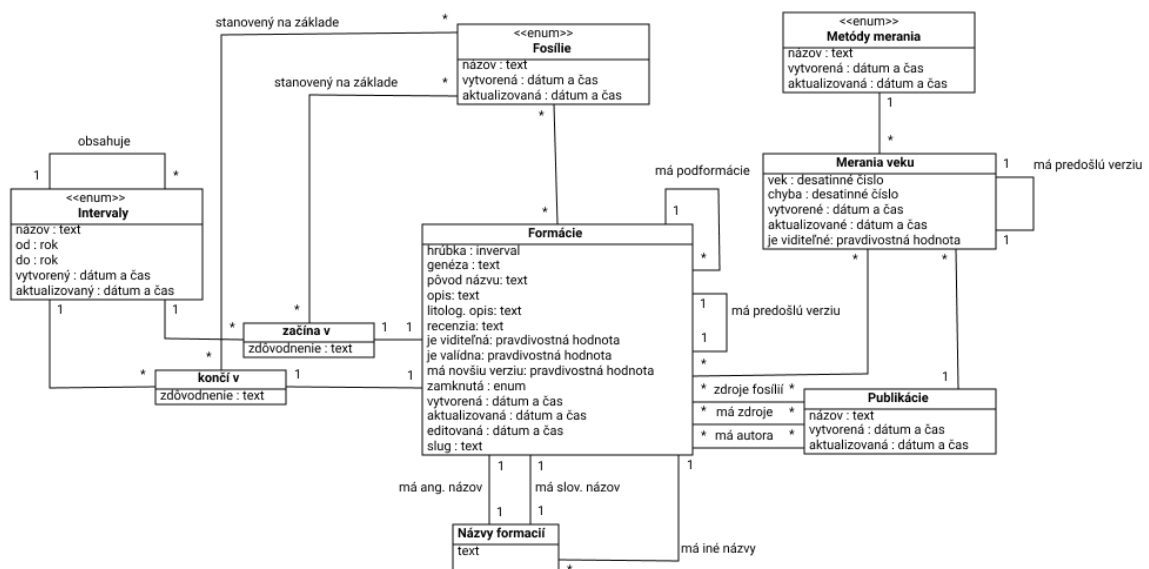 stanovený na základe
*
<<enum>>
Fosílie
názov : text
vytvorená : dátum a čas
aktualizovaná : dátum a čas
<<enum>>
Metódy merania
názov : text
vytvorená : dátum a čas
aktualizovaná : dátum a čas
stanovený na základe
*
*
1
*
obsahuje
1
*
<<enum>>
Intervaly
názov : text
od : rok
do : rok
vytvorený : dátum a čas
aktualizovaný : dátum a čas
1
1
Merania veku
vek : desatinné čislo
chyba : desatinné číslo
vytvorené : dátum a čas
aktualizované : dátum a čas
je viditeľné: pravdivostná hodnota
1
má predošlú verziu
1
*
*
má podformácie
1
*
*
Formácie
hrúbka : inverval
genéza : text
pôvod názvu: text
opis: text
litolog. opis: text
recenzia: text
je viditeľná: pravdivostná hodnota
je valídna: pravdivostná hodnota
má novšiu verziu: pravdivostná hodnota
zamknutá : enum
vytvorená : dátum a čas
aktualizovaná : dátum a čas
editovaná : dátum a čas
slug : text
1
má predošlú verziu
1
*
*
*
začína v
zdôvodnenie : text
1
1
*
*
končí v
zdôvodnenie : text
1
1
* zdroje fosílií *
* má zdroje *
* má autora *
1
Publikácie
názov : text
vytvorená : dátum a čas
aktualizovaná : dátum a čas
1
1
1
má ang. názov
má slov. názov
1
1
Názvy formacií
text
má iné názvy
*